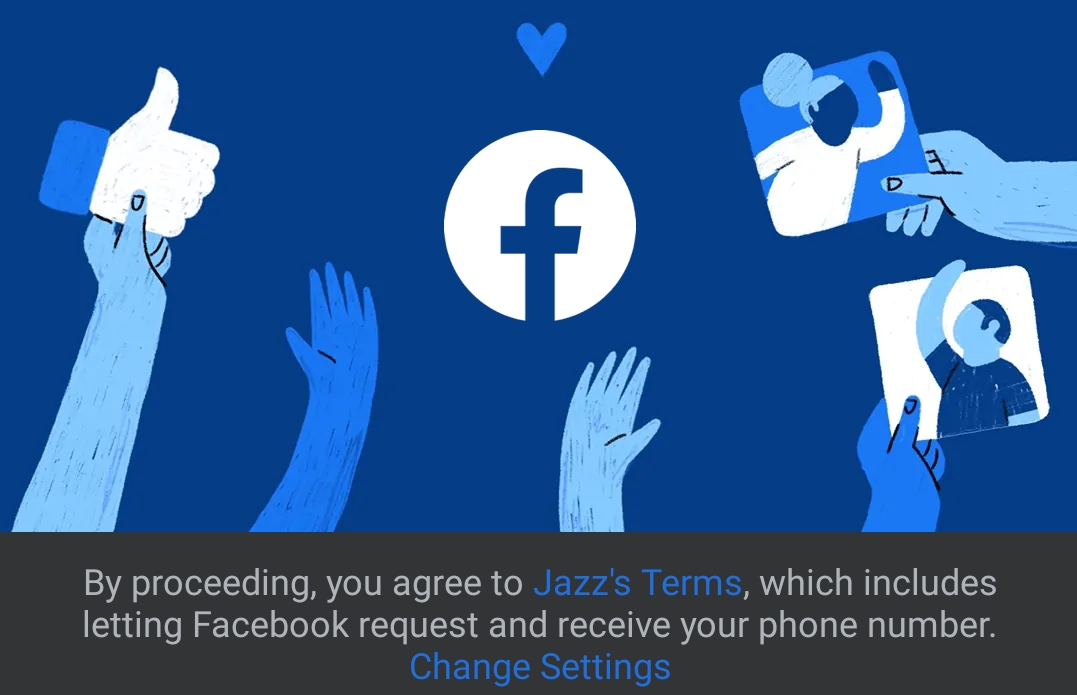 By proceeding, you agree to Jazz's Terms, which includes
letting Facebook request and receive your phone number.
Change Settings